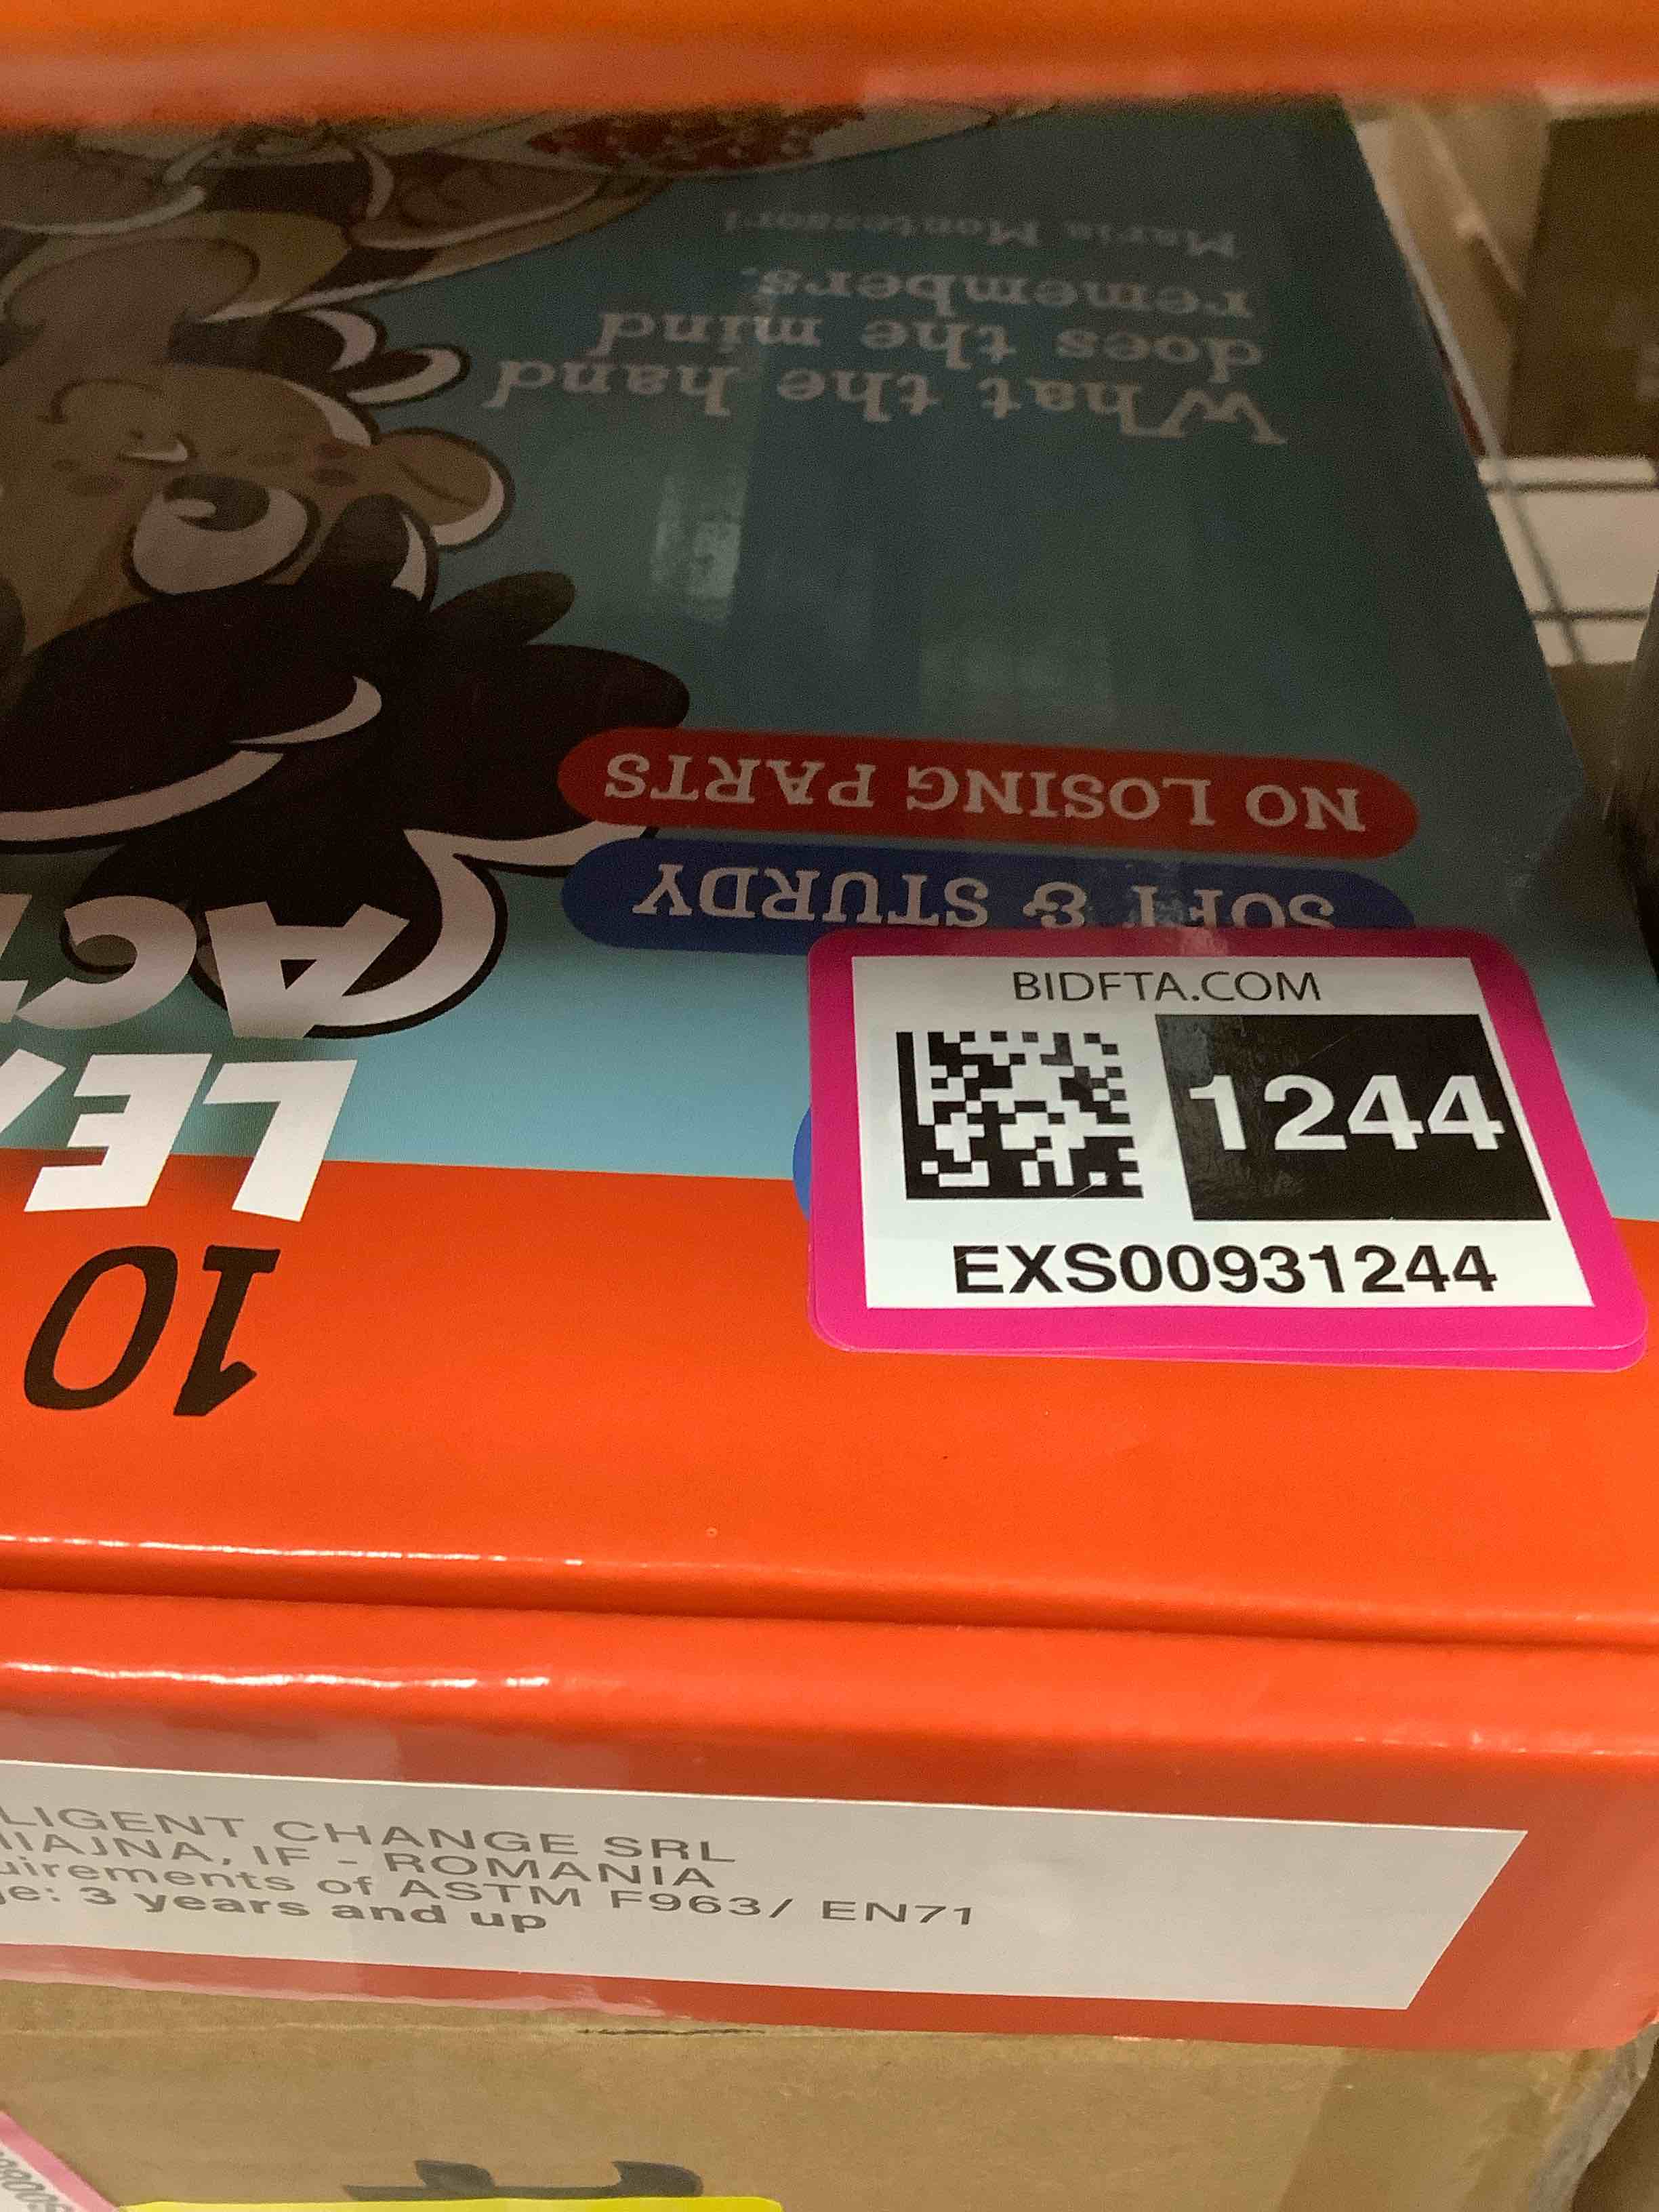 Maria Montessori
What the hand
does the mind
remembers.
NO LOSING PARTS
SOFT & STURDY
BIDFTA.COM
1244
EXS00931244
10
LIGENT CHANGE SRL
IIAJNA, IF - ROMANIA
uirements of ASTM F963/ EN71
e: 3 years and up